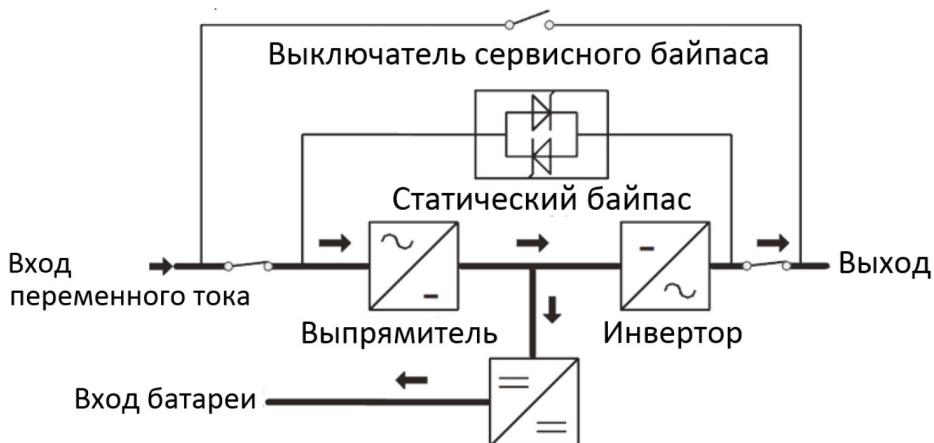 Выключатель сервисного байпаса
Статический байпас
Вход
переменного тока
Выход
Выпрямитель
Инвертор
Вход батареи